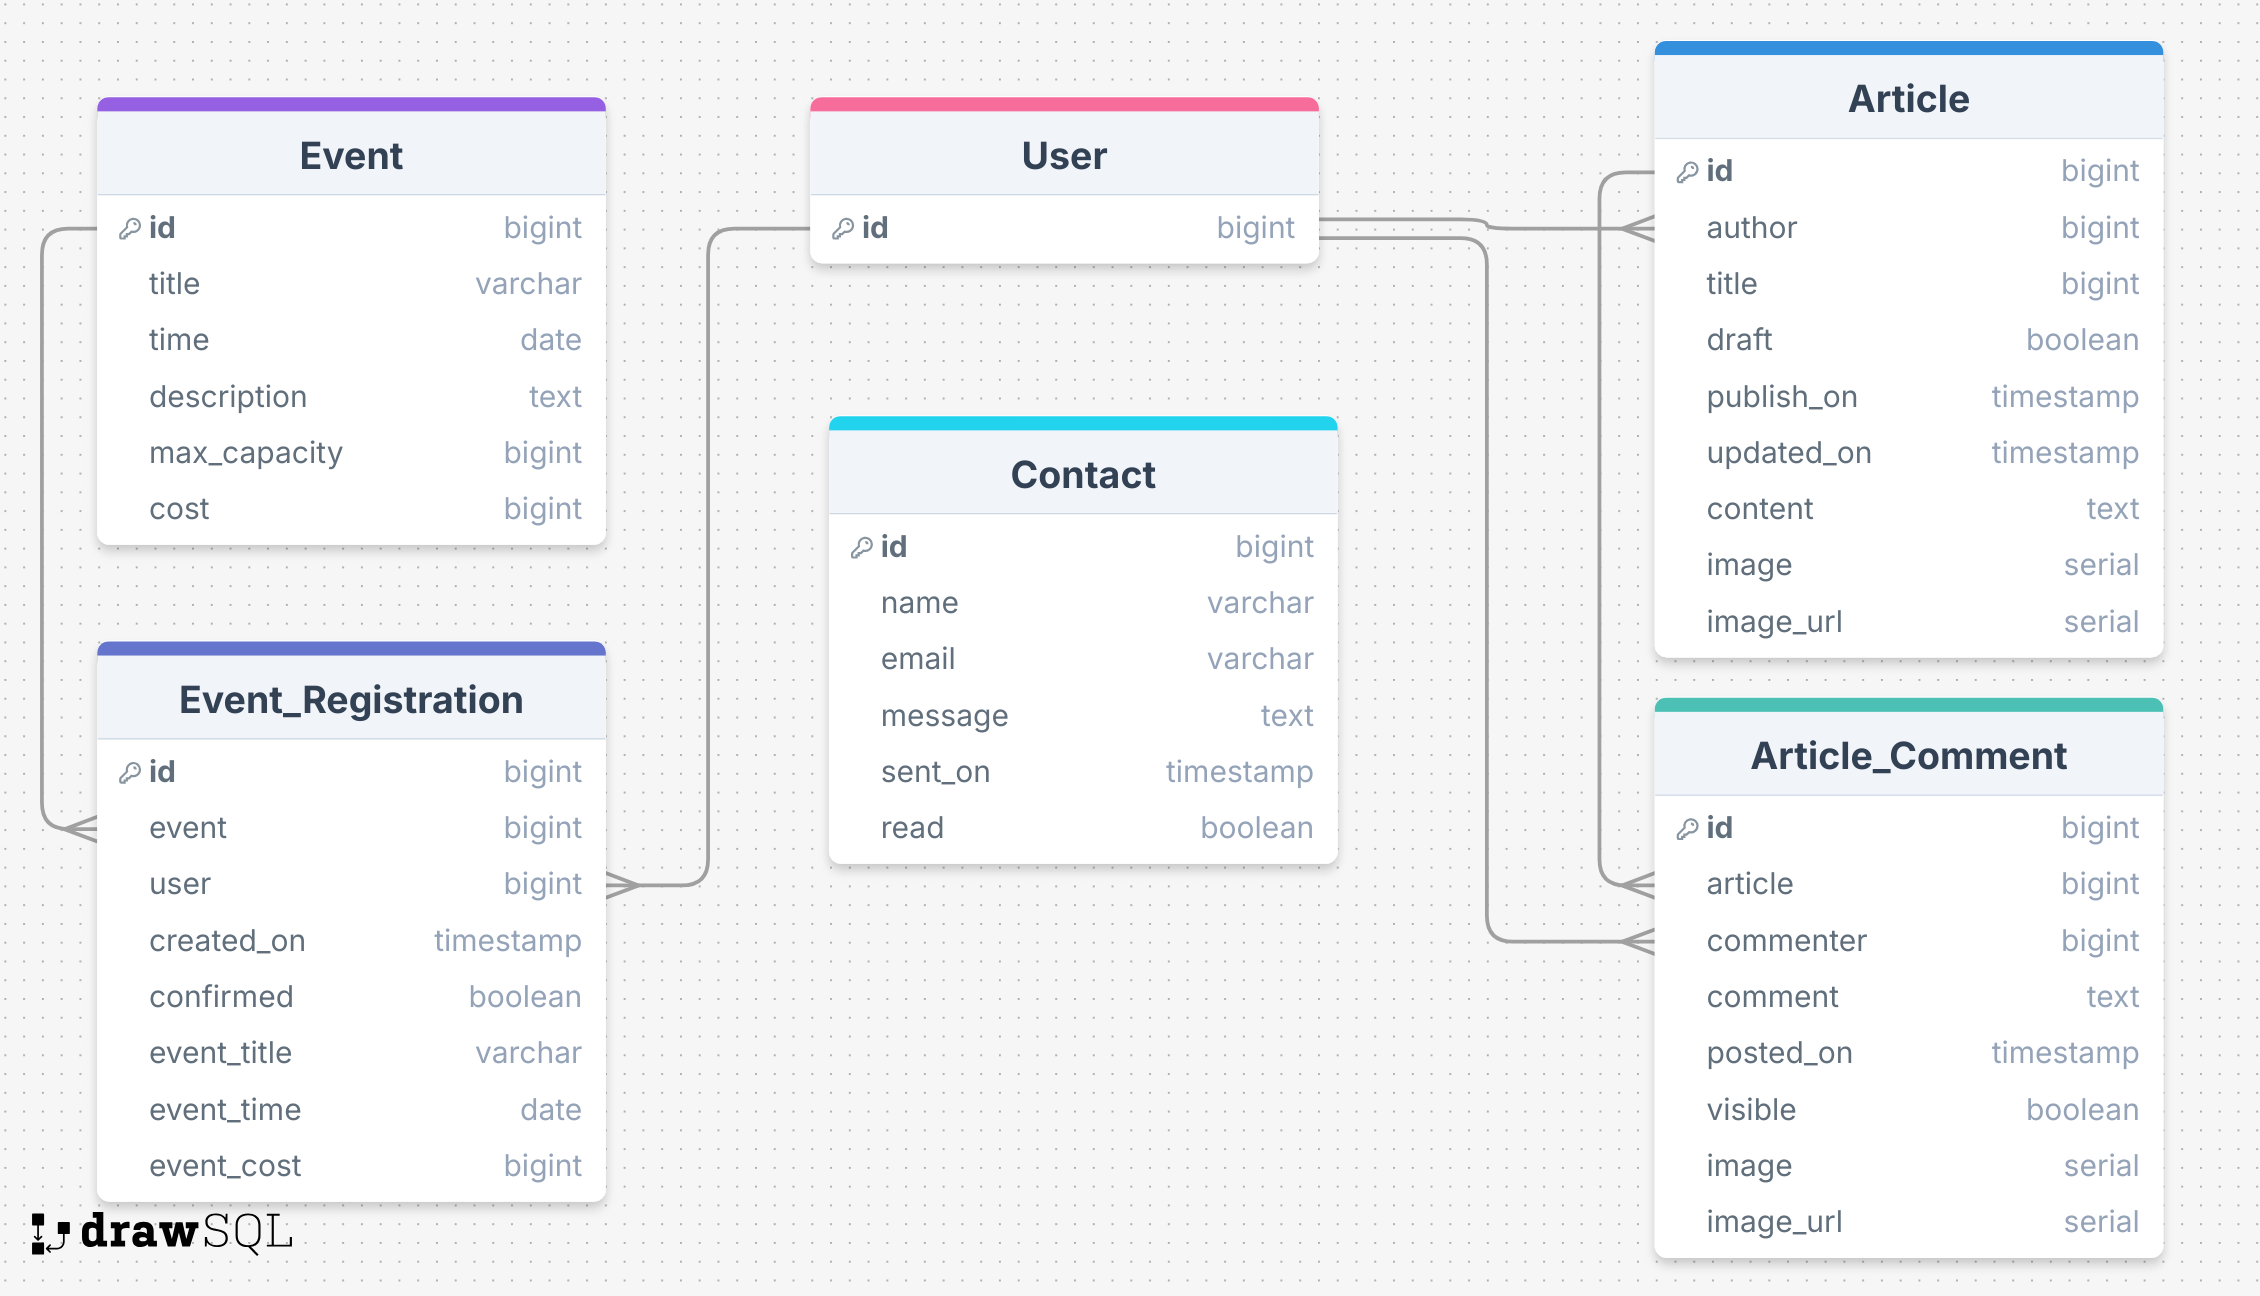 Event
id bigint
title varchar
time date
description text
max_capacity bigint
cost bigint
Event_Registration
id bigint
event bigint
user bigint
created_on timestamp
confirmed boolean
event_title varchar
event_time date
event_cost bigint
User
id bigint
Contact
id bigint
name varchar
email varchar
message text
sent_on timestamp
read boolean
Article
id bigint
author bigint
title bigint
draft boolean
publish_on timestamp
updated_on timestamp
content text
image serial
image_url serial
Article_Comment
id bigint
article bigint
commenter bigint
comment text
posted_on timestamp
visible boolean
image serial
image_url serial
drawSQL